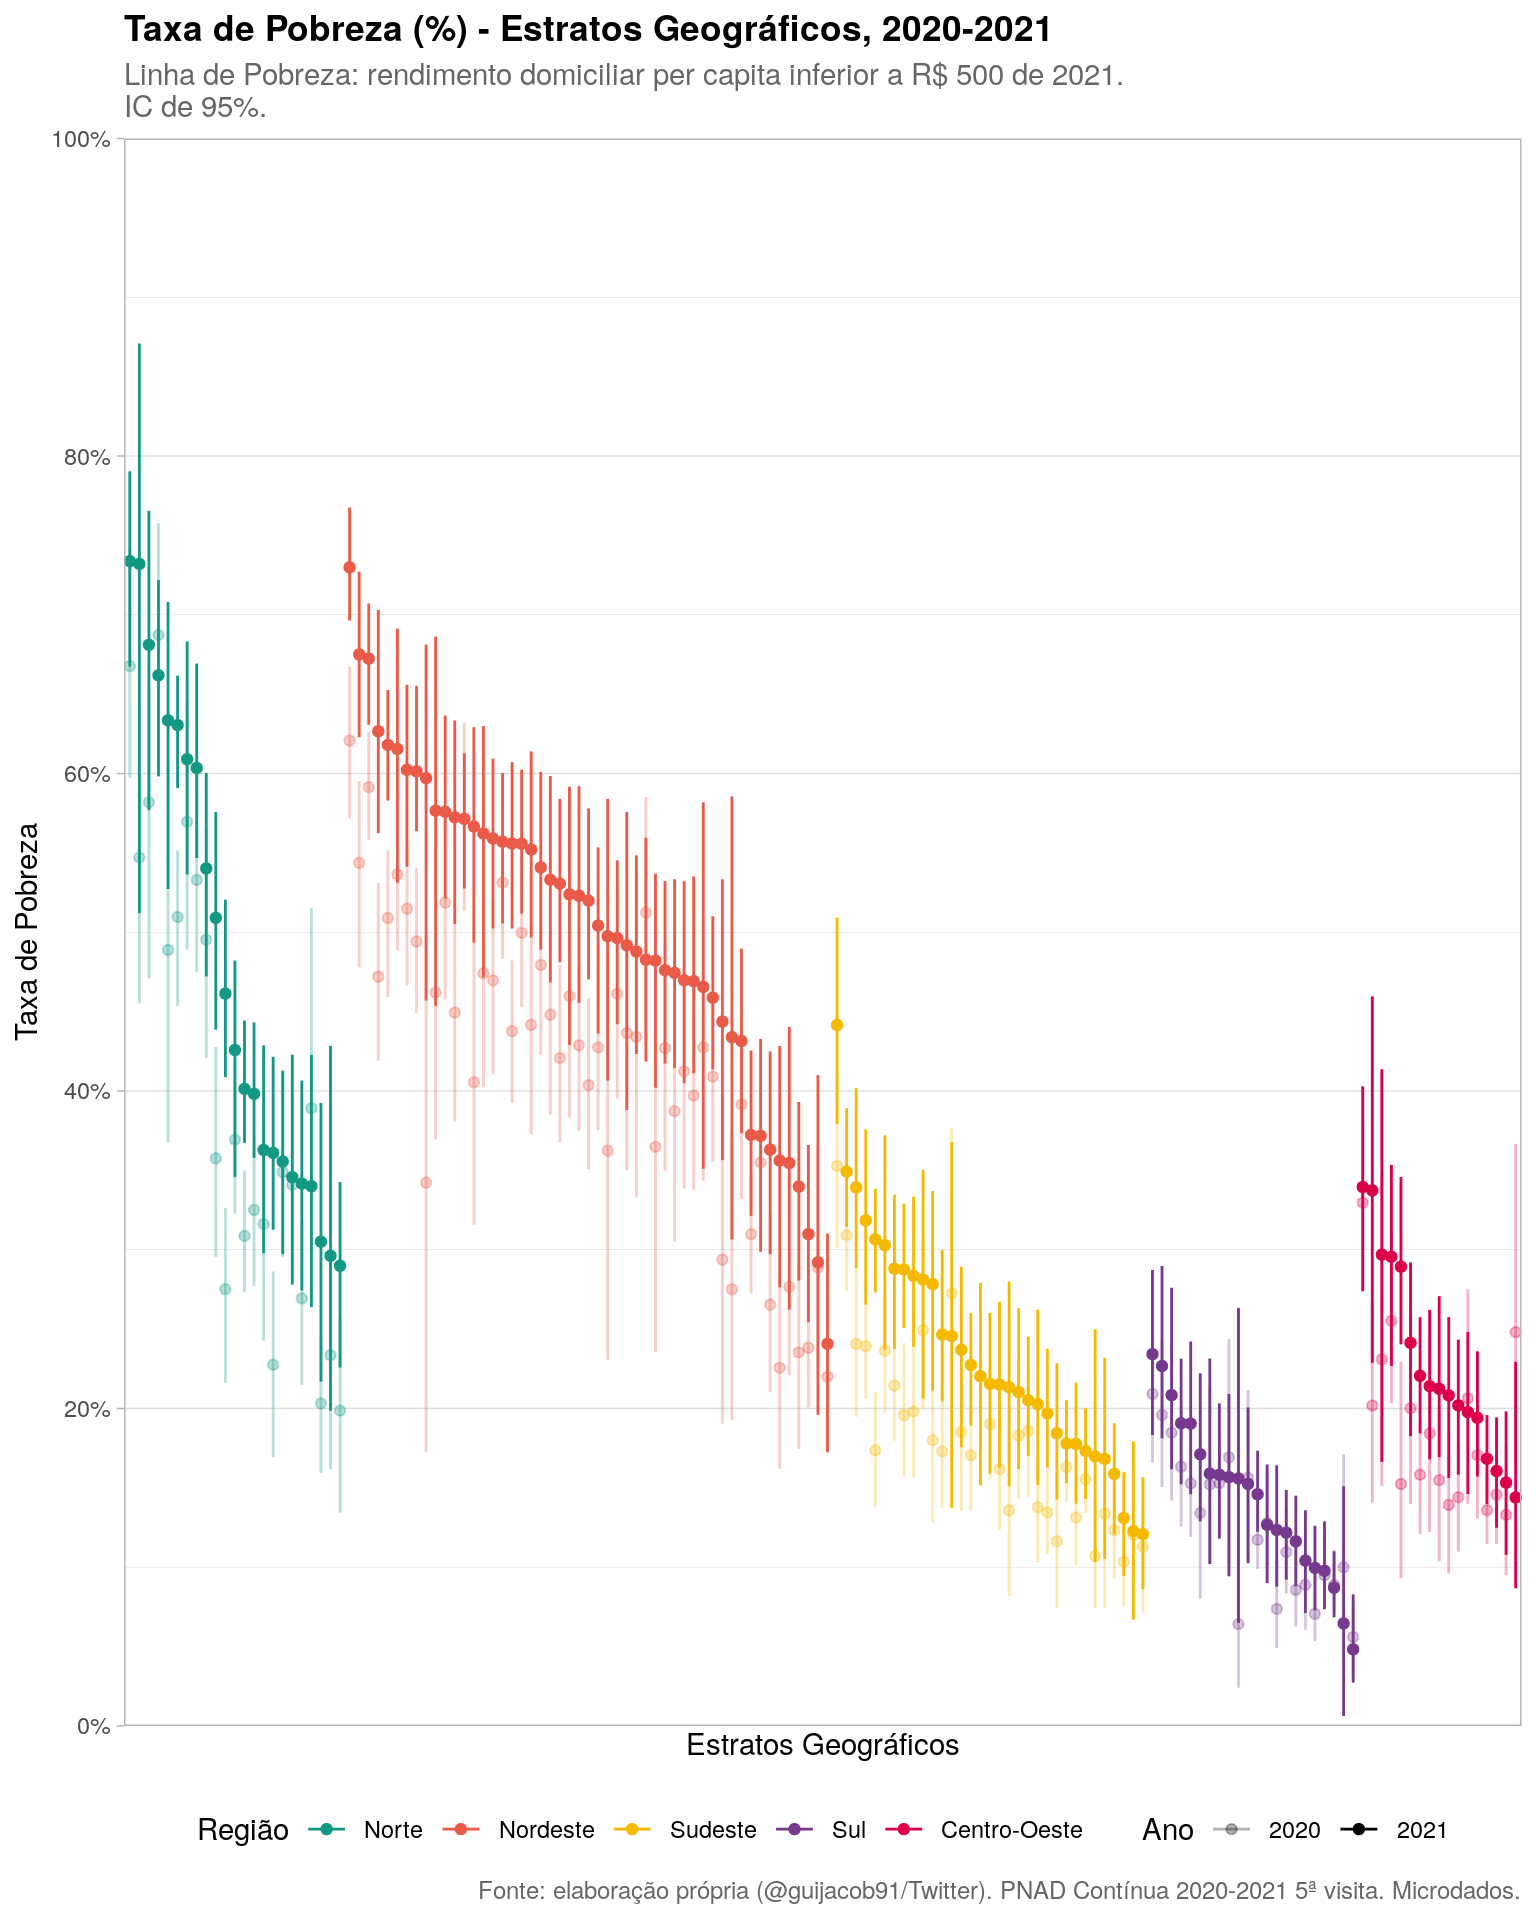 Taxa de Pobreza (%) - Estratos Geográficos, 2020-2021
Linha de Pobreza: rendimento domiciliar per capita inferior a R$ 500 de 2021.
IC de 95%.
100%
80%
60%
40%
20%
0%
Taxa de Pobreza
Estratos Geográficos
Região Norte Nordeste Sudeste Sul Centro-Oeste Ano 2020 2021
Fonte: elaboração própria (@guijacob91/Twitter). PNAD Contínua 2020-2021 5ª visita. Microdados.